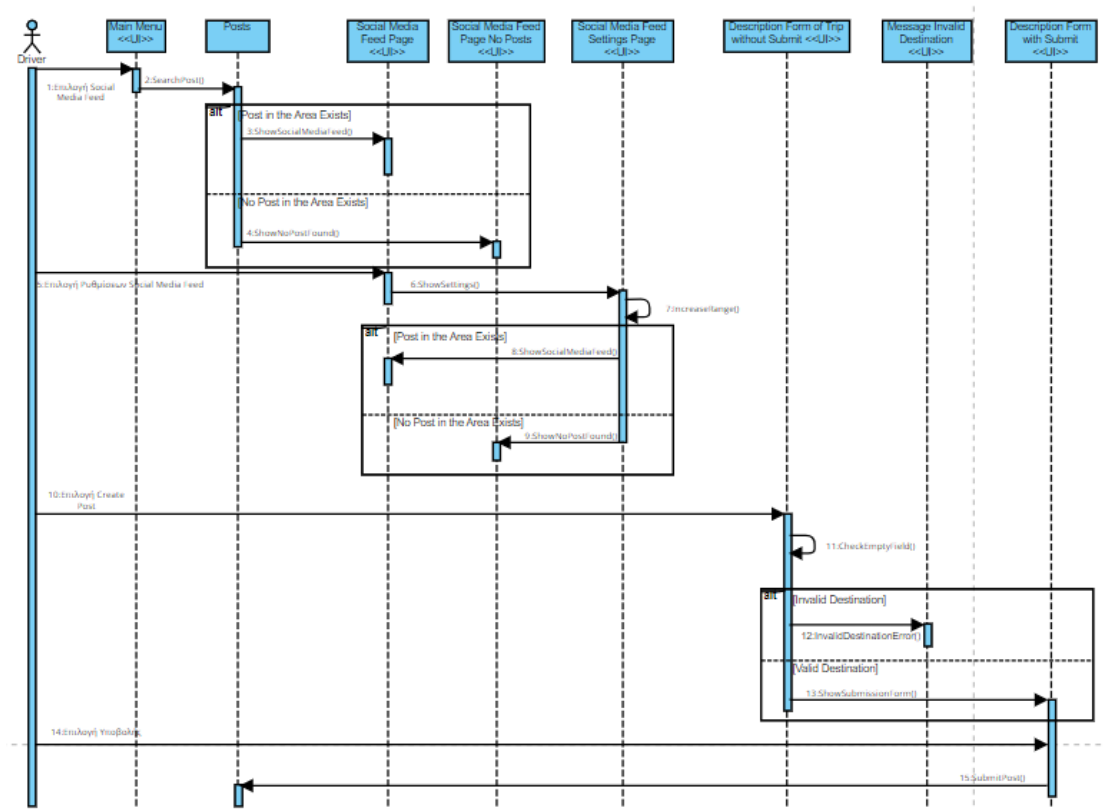 Driver
Main Menu
<<UI>>
Posts
Social Media
Feed Page
<<UI>>
Social Media Feed
Page No Posts
<<UI>>
Social Media Feed
Settings Page
<<UI>>
Description Form of Trip
without Submit <<UI>>
Message Invalid
Destination
<<UI>>
Description Form
with Submit
<<UI>>
1:Επιλογή Social
Media Feed
2:SearchPost()
alt
[Post in the Area Exists]
3:ShowSocialMediaFeed()
[No Post in the Area Exists]
4:ShowNoPostFound()
5:Επιλογή Ρυθμίσεων Social Media Feed
6:ShowSettings()
7:IncreaseRange()
alt
[Post in the Area Exists]
8:ShowSocialMediaFeed()
[No Post in the Area Exists]
9:ShowNoPostFound()
10:Επιλογή Create
Post
11:CheckEmptyField()
alt
[Invalid Destination]
12:InvalidDestinationError()
[Valid Destination]
13:ShowSubmissionForm()
14:Επιλογή Υποβολής
15:SubmitPost()